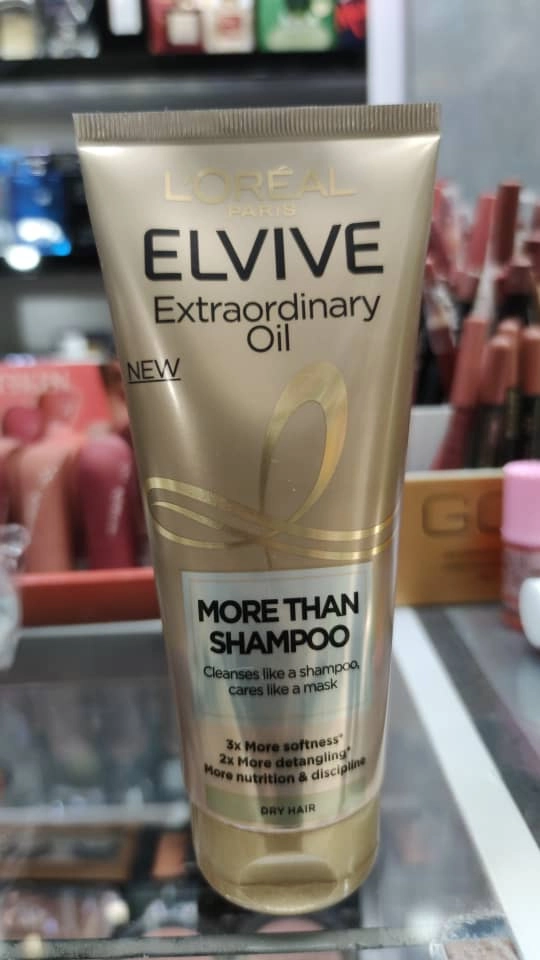 L'ORÉAL
PARIS
ELVIVE
Extraordinary
Oil
NEW
MORE THAN
SHAMPOO
Cleanses like a shampoo,
cares like a mask
3x More softness*
2x More detangling*
More nutrition & discipline
DRY HAIR
GO